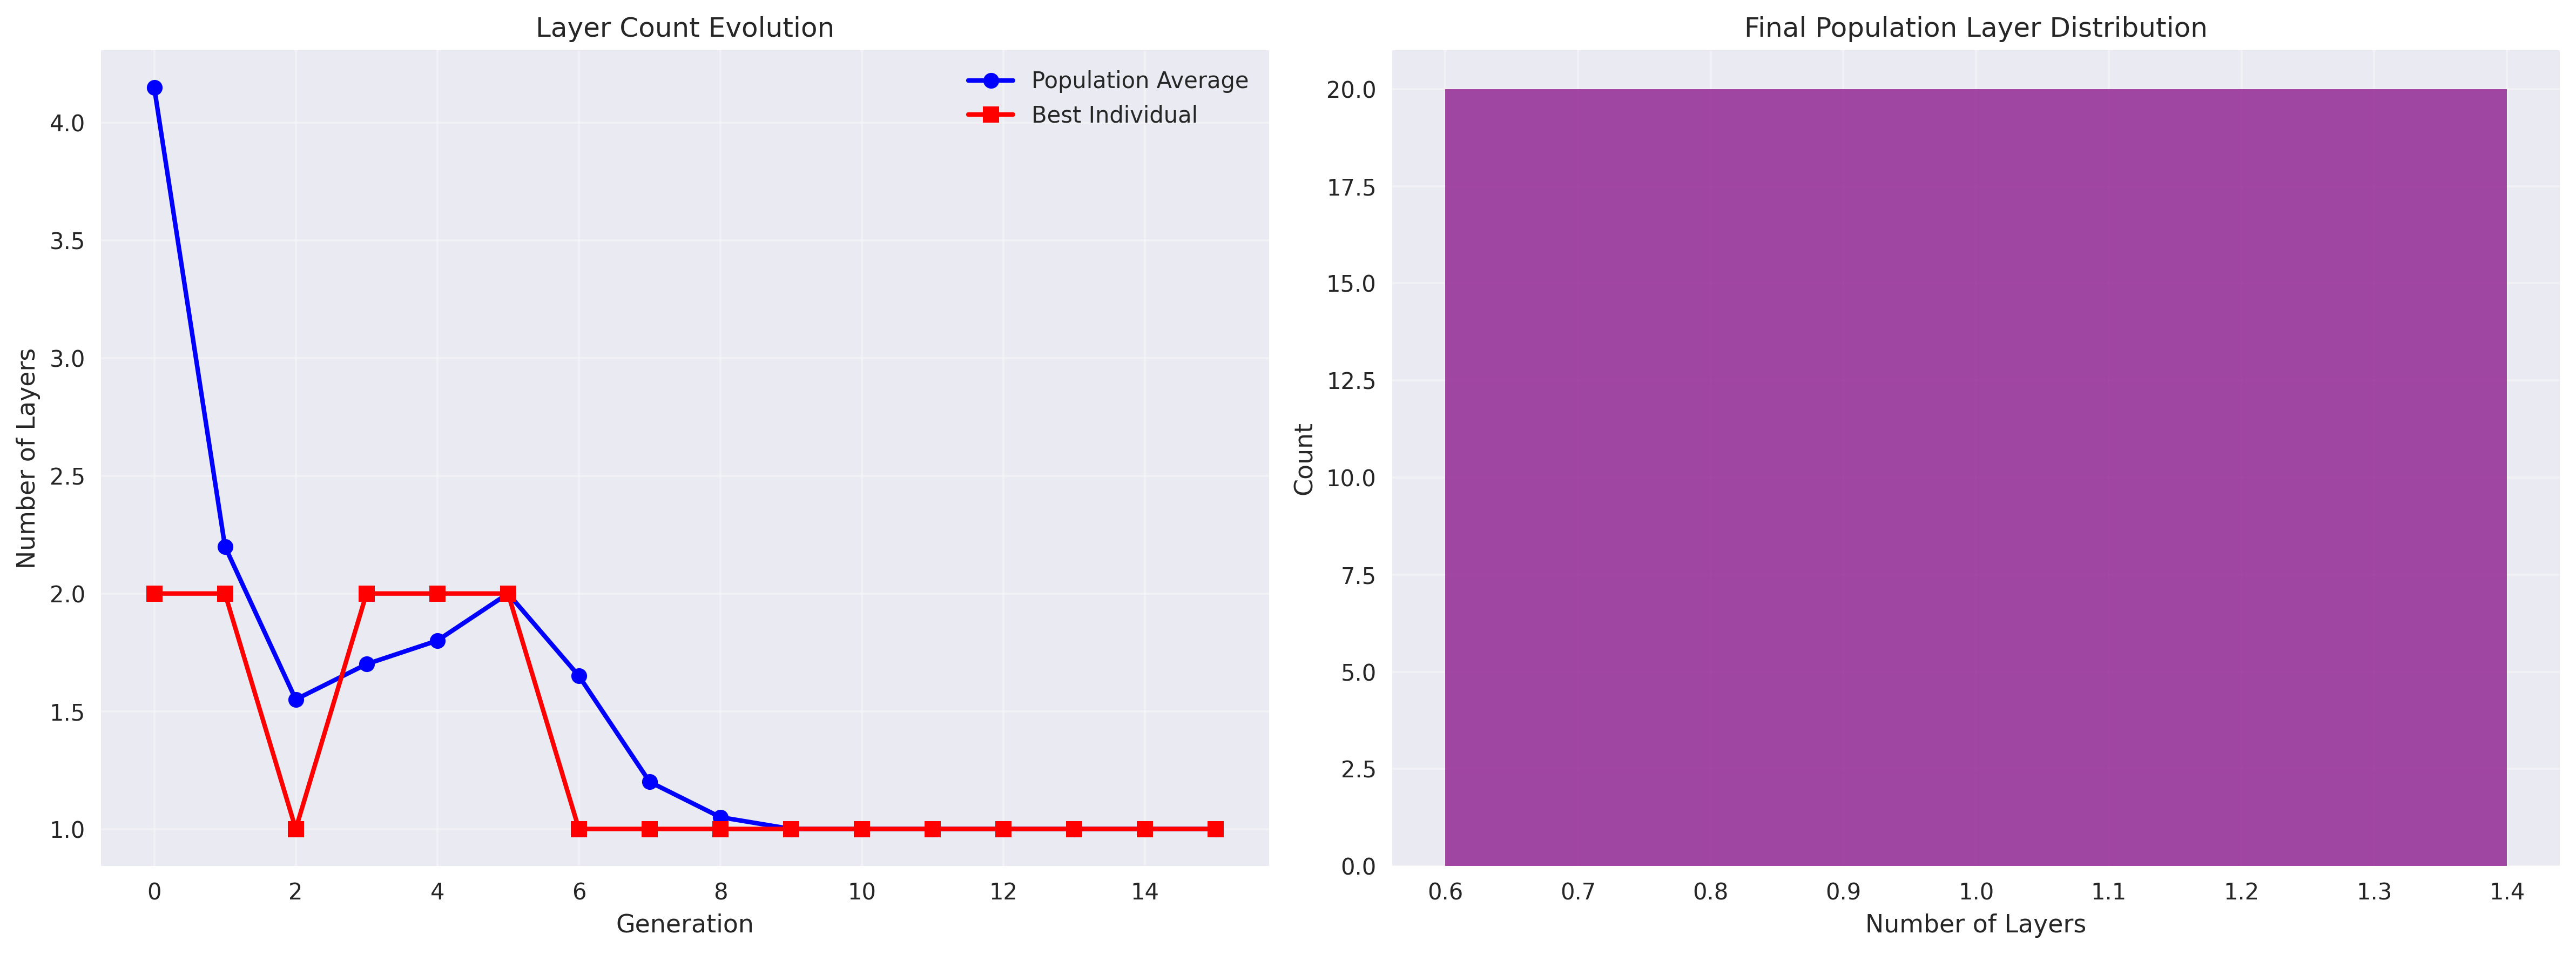 Layer Count Evolution
Population Average
Best Individual
4.0
3.5
3.0
2.5
2.0
1.5
1.0
Number of Layers
0 2 4 6 8 10 12 14
Generation
Final Population Layer Distribution
20.0
17.5
15.0
12.5
10.0
7.5
5.0
2.5
0.0
Count
0.6 0.7 0.8 0.9 1.0 1.1 1.2 1.3 1.4
Number of Layers